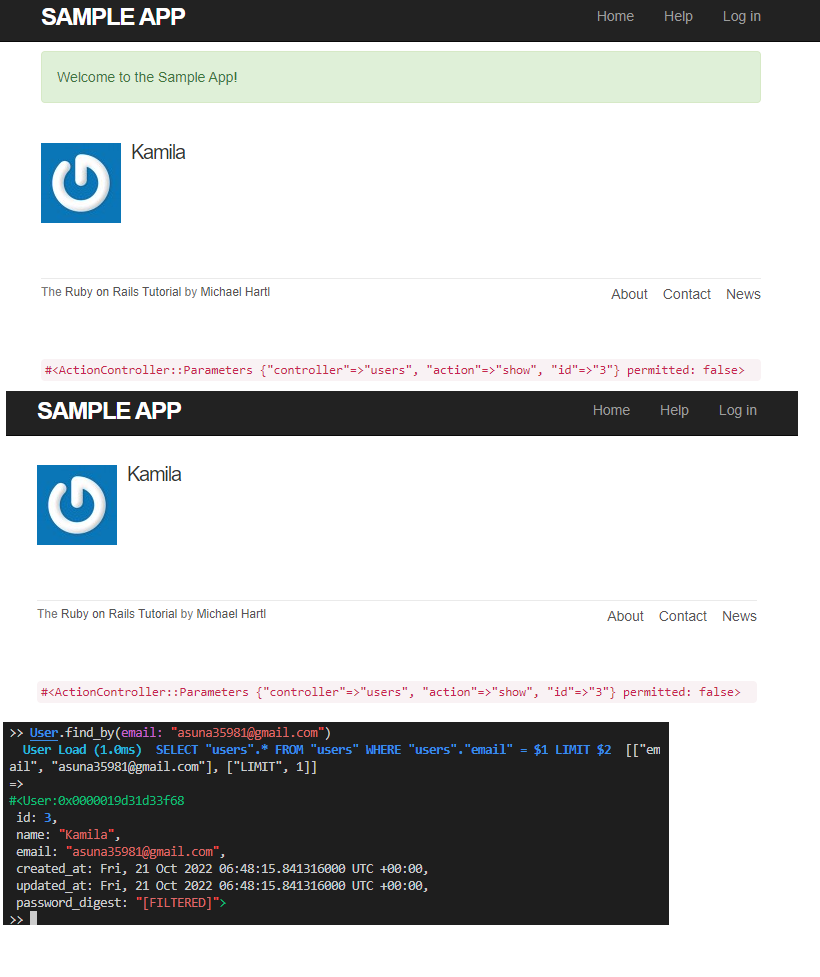 SAMPLE APP Home Help Log in
Welcome to the Sample App!
Kamila
The Ruby on Rails Tutorial by Michael Hartl About Contact News
#<ActionController::Parameters {"controller"=>"users", "action"=>"show", "id"=>"3"} permitted: false>
SAMPLE APP Home Help Log in
Kamila
The Ruby on Rails Tutorial by Michael Hartl About Contact News
#<ActionController::Parameters {"controller"=>"users", "action"=>"show", "id"=>"3"} permitted: false>
>> User.find_by(email: "asuna35981@gmail.com")
  User Load (1.0ms)  SELECT "users".* FROM "users" WHERE "users"."email" = $1 LIMIT $2  [["em
ail", "asuna35981@gmail.com"], ["LIMIT", 1]]
=>
#<User:0x0000019d31d33f68
 id: 3,
 name: "Kamila",
 email: "asuna35981@gmail.com",
 created_at: Fri, 21 Oct 2022 06:48:15.841316000 UTC +00:00,
 updated_at: Fri, 21 Oct 2022 06:48:15.841316000 UTC +00:00,
 password_digest: "[FILTERED]">
>>